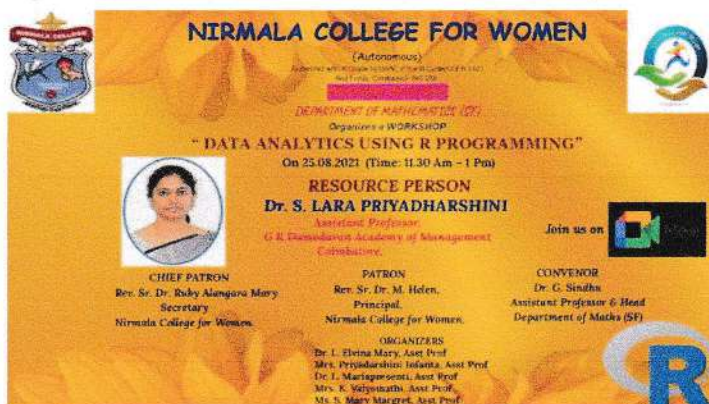 NIRMALA COLLEGE
NIRMALA COLLEGE FOR WOMEN
(Autonomous)
DEPARTMENT OF MATHEMATICS (SF)
Organizes a WORKSHOP
" DATA ANALYTICS USING R PROGRAMMING"
On 25.08.2021 (Time: 11.30 Am – 1 Pm)
RESOURCE PERSON
Dr. S. LARA PRIYADHARSHINI
Assistant Professor,
G R Damodaran Academy of Management
Coimbatore.
Join us on
CHIEF PATRON
Rev. Sr. Dr. Ruby Alangara Mary
Secretary
Nirmala College for Women
PATRON
Rev. Sr. Dr. M. Helen,
Principal,
Nirmala College for Women.
CONVENOR
Dr. G. Sindhu
Assistant Professor & Head
Department of Maths (SF)
ORGANIZERS
Dr. L. Elvina Mary, Asst Prof
Mrs. Priyadarshini Infanta, Asst Prof
Dr. L. Mariapresenti, Asst Prof
Mrs. K. Asst Prof.,
Ms. S. Mary Margret, Asst Prof
R